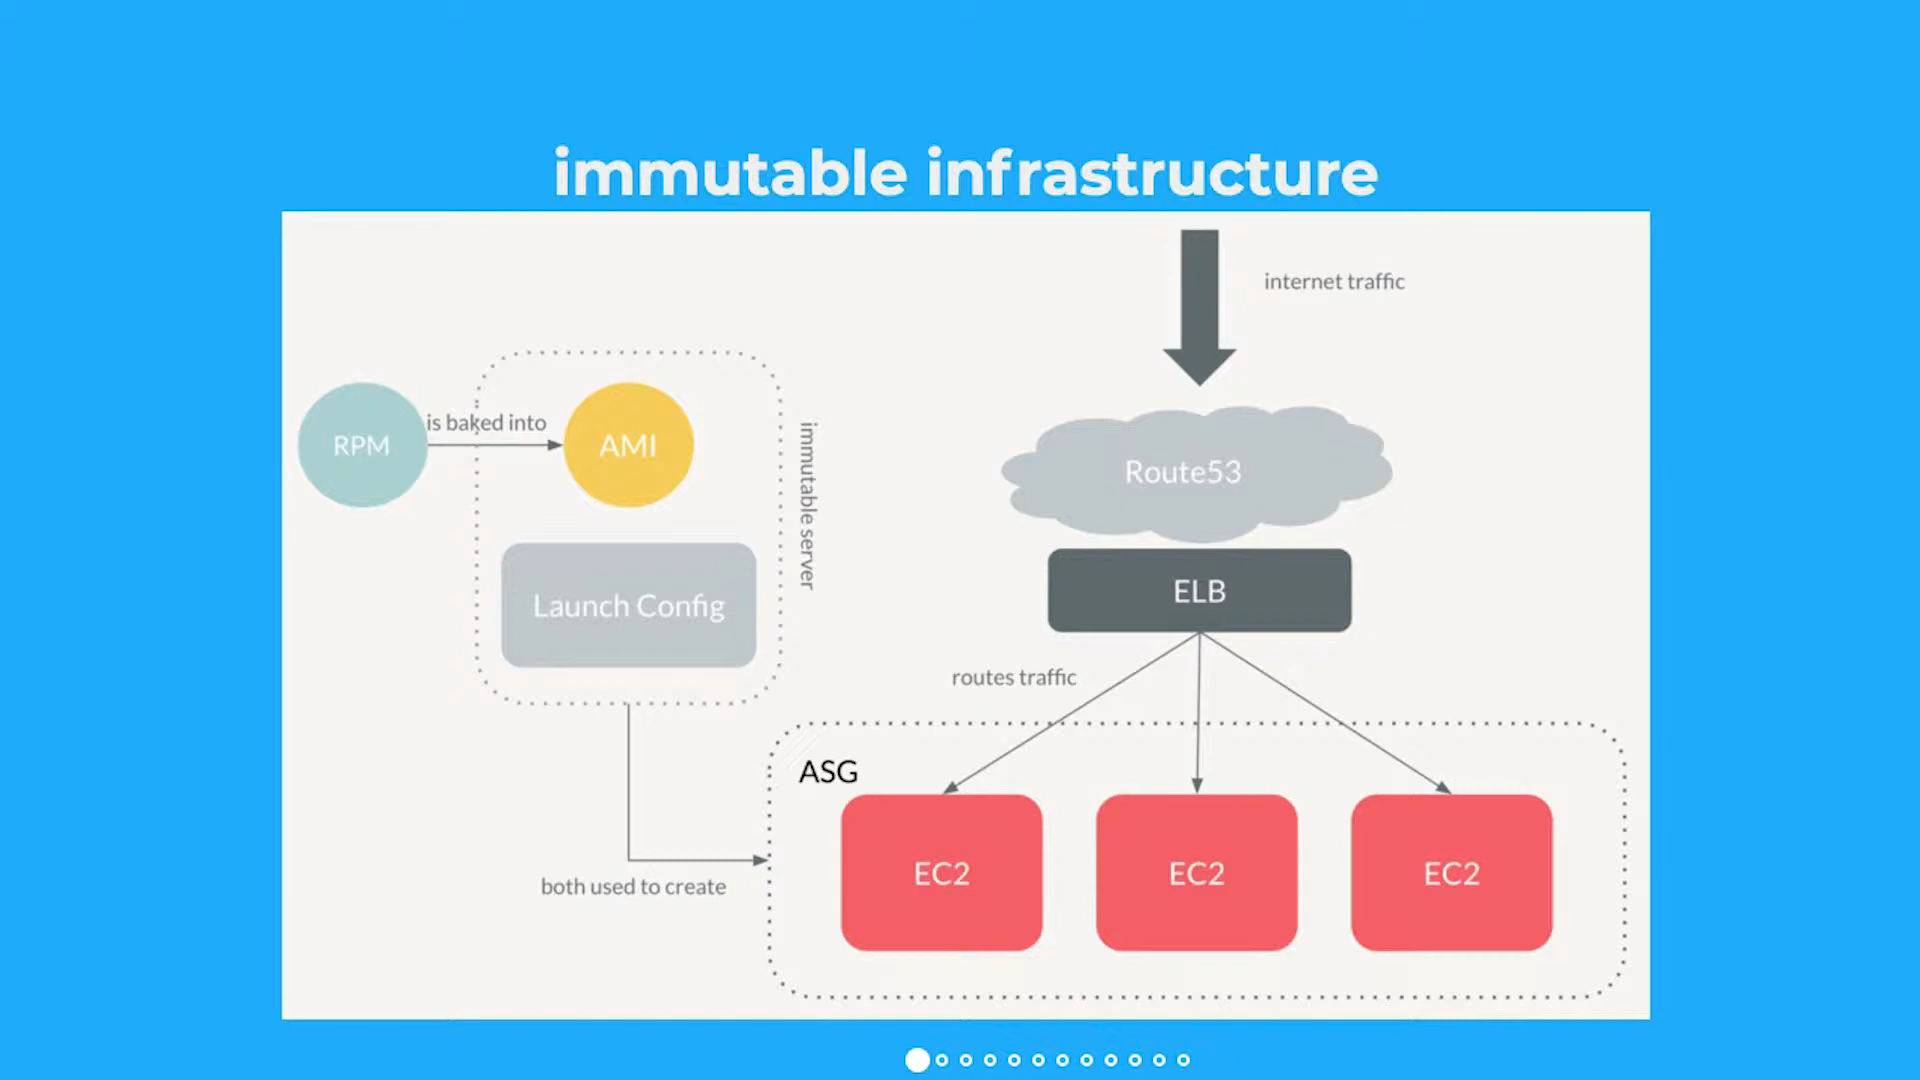 immutable infrastructure
internet traffic
RPM
is baked into
AMI
immutable server
Launch Config
Route53
ELB
routes traffic
both used to create
ASG
EC2
EC2
EC2